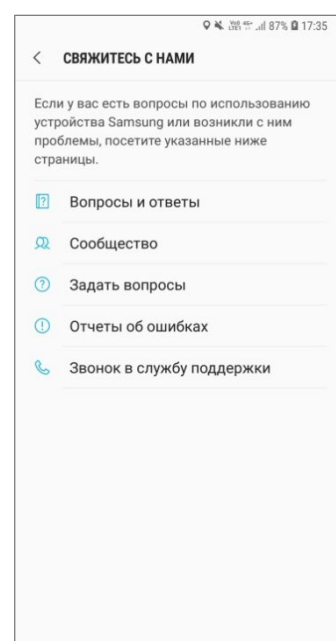 87% 17:35
СВЯЖИТЕСЬ С НАМИ
Если у вас есть вопросы по использованию
устройства Samsung или возникли с ним
проблемы, посетите указанные ниже
страницы.
Вопросы и ответы
Сообщество
Задать вопросы
Отчеты об ошибках
Звонок в службу поддержки